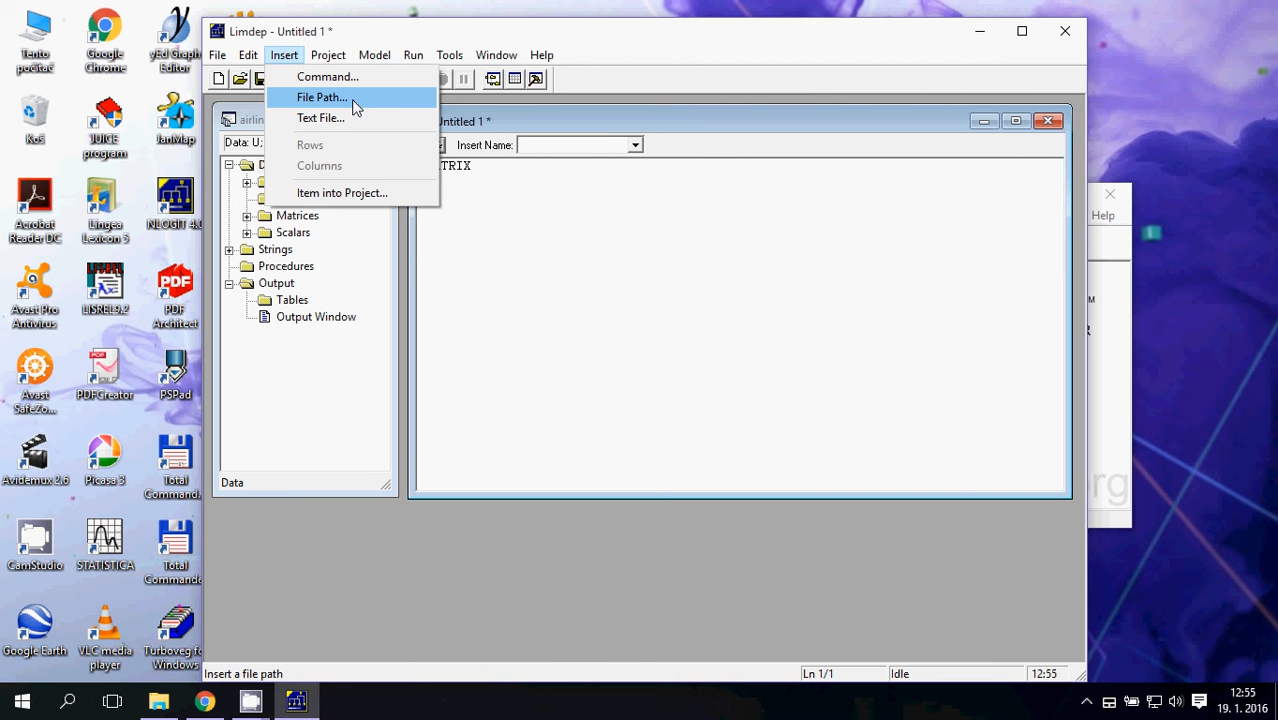 Limdep - Untitled 1 *
File Edit Insert Project Model Run Tools Window Help
Command...
File Path...
Text File...
Rows
Columns
Item into Project...
airlin
Data: U;
D
Matrices
Scalars
Strings
Procedures
Output
Tables
Output Window
Data
Untitled 1 *
Insert Name:
TRIX
Insert a file path
Ln 1/1
Idle
12:55
Help
M
org
Tento počítač
Google Chrome
yEd Graph Editor
Koš
JUICE program
JanMap
Acrobat Reader DC
Lingea Lexicon 5
NLOGIT 4.0
Avast Pro Antivirus
LISREL9.2
PDF Architect
Avast SafeZo...
PDFCreator
PSPad
Avidemux 2.6
Picasa 3
Total Command...
CamStudio
STATISTICA
Total Commande
Google Earth
VLC media player
Turboveg fo Windows
12:55
19. 1. 2016